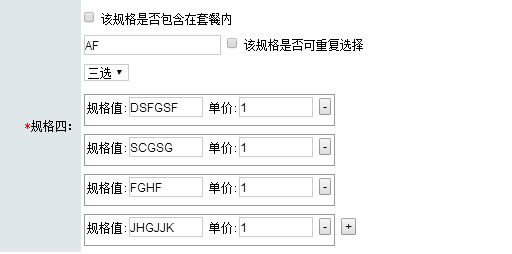 该规格是否包含在套餐内
AF 该规格是否可重复选择
三选
规格值: DSFGSF 单价: 1 -
*规格四:
规格值: SCGSG 单价: 1 -
规格值: FGHF 单价: 1 -
规格值: JHGJJK 单价: 1 - +